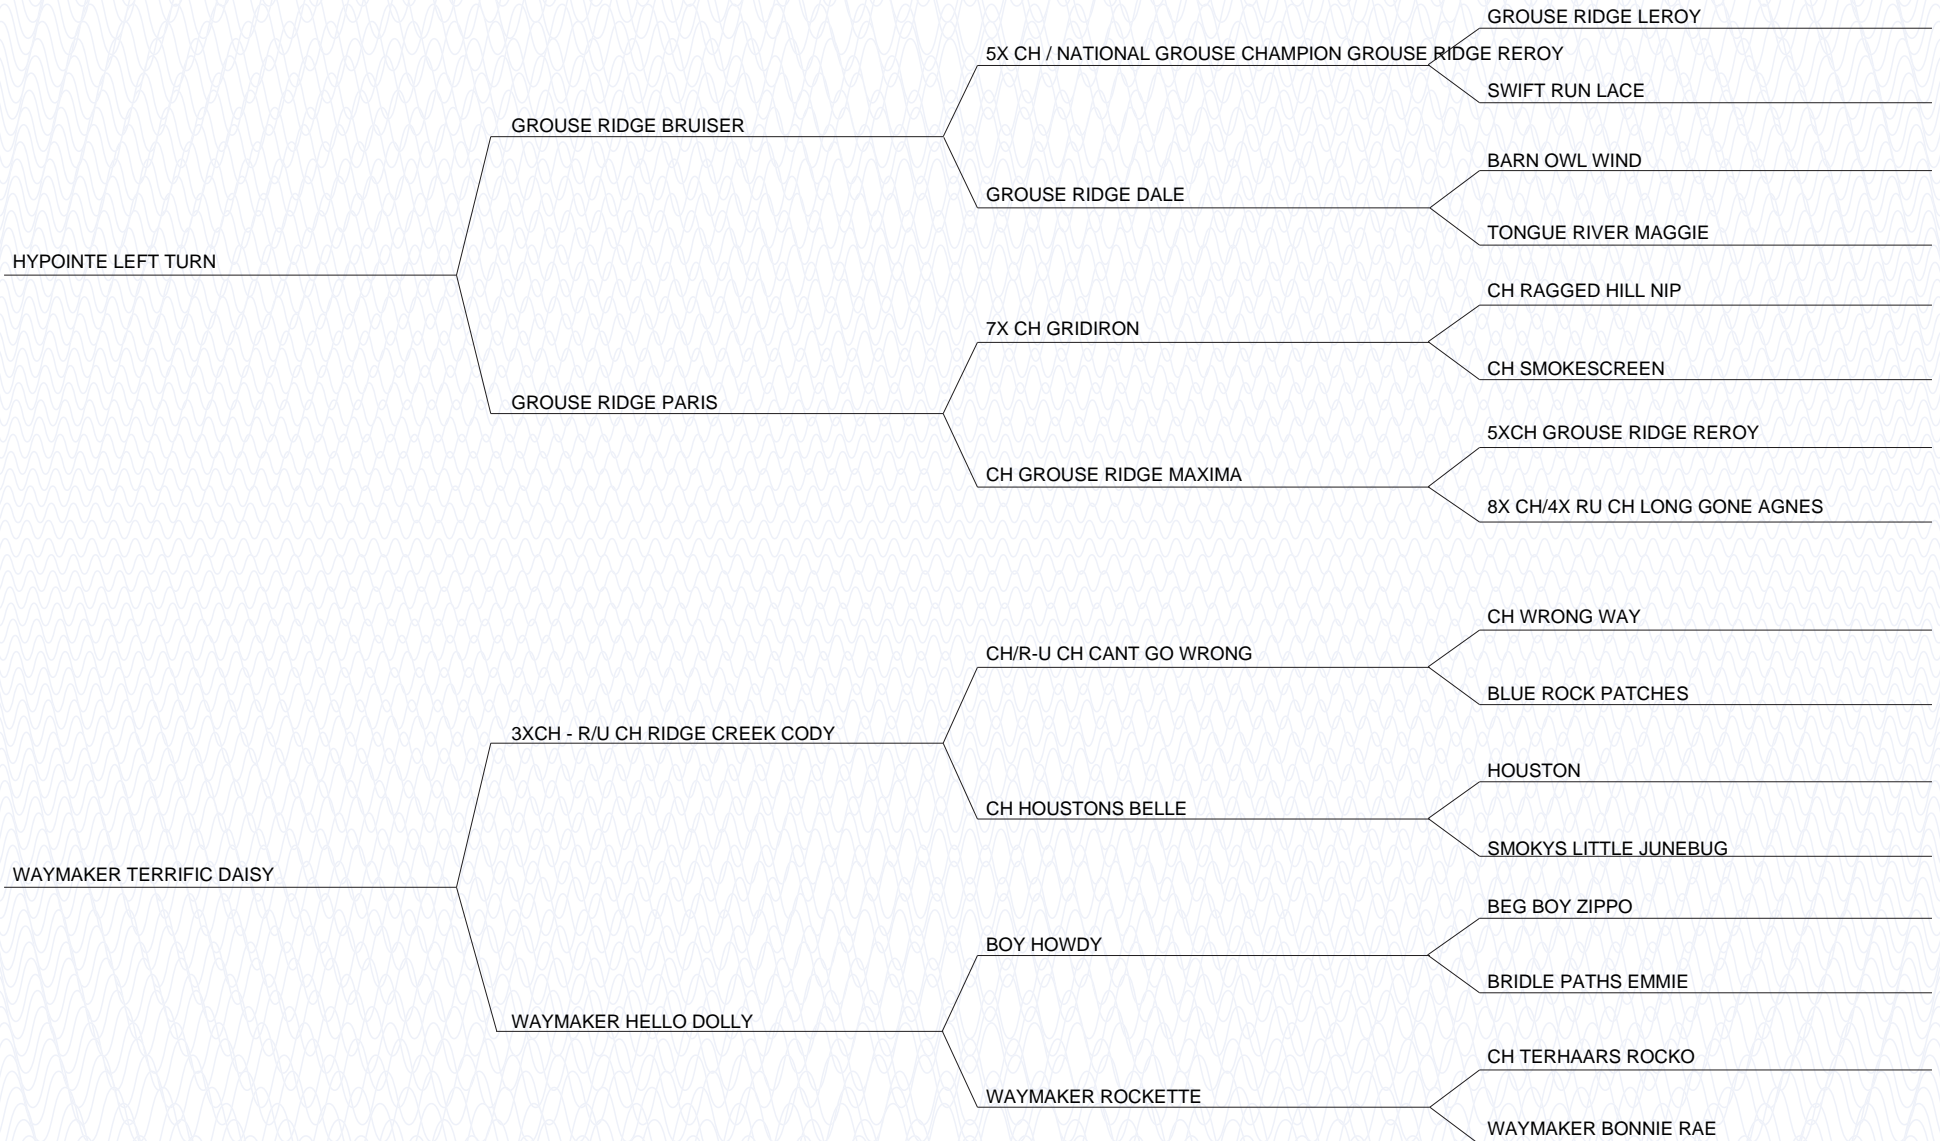 GROUSE RIDGE LEROY
5X CH / NATIONAL GROUSE CHAMPION GROUSE RIDGE REROY
SWIFT RUN LACE
GROUSE RIDGE BRUISER
BARN OWL WIND
GROUSE RIDGE DALE
TONGUE RIVER MAGGIE
HYPOINTE LEFT TURN
CH RAGGED HILL NIP
7X CH GRIDIRON
CH SMOKESCREEN
GROUSE RIDGE PARIS
5XCH GROUSE RIDGE REROY
CH GROUSE RIDGE MAXIMA
8X CH/4X RU CH LONG GONE AGNES
CH WRONG WAY
CH/R-U CH CANT GO WRONG
BLUE ROCK PATCHES
3XCH - R/U CH RIDGE CREEK CODY
HOUSTON
CH HOUSTONS BELLE
SMOKYS LITTLE JUNEBUG
WAYMAKER TERRIFIC DAISY
BEG BOY ZIPPO
BOY HOWDY
BRIDLE PATHS EMMIE
WAYMAKER HELLO DOLLY
CH TERHAARS ROCKO
WAYMAKER ROCKETTE
WAYMAKER BONNIE RAE